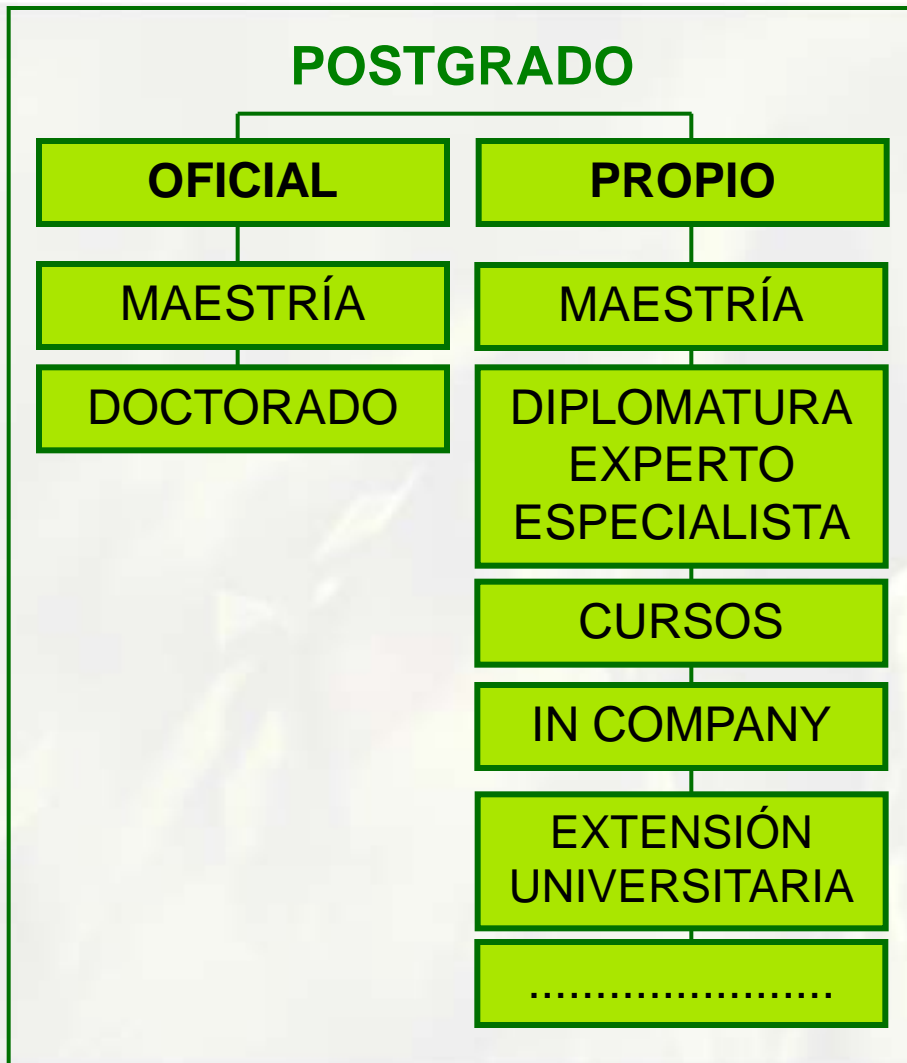 POSTGRADO
OFICIAL
MAESTRÍA
DOCTORADO
PROPIO
MAESTRÍA
DIPLOMATURA
EXPERTO
ESPECIALISTA
CURSOS
IN COMPANY
EXTENSIÓN
UNIVERSITARIA
.......................